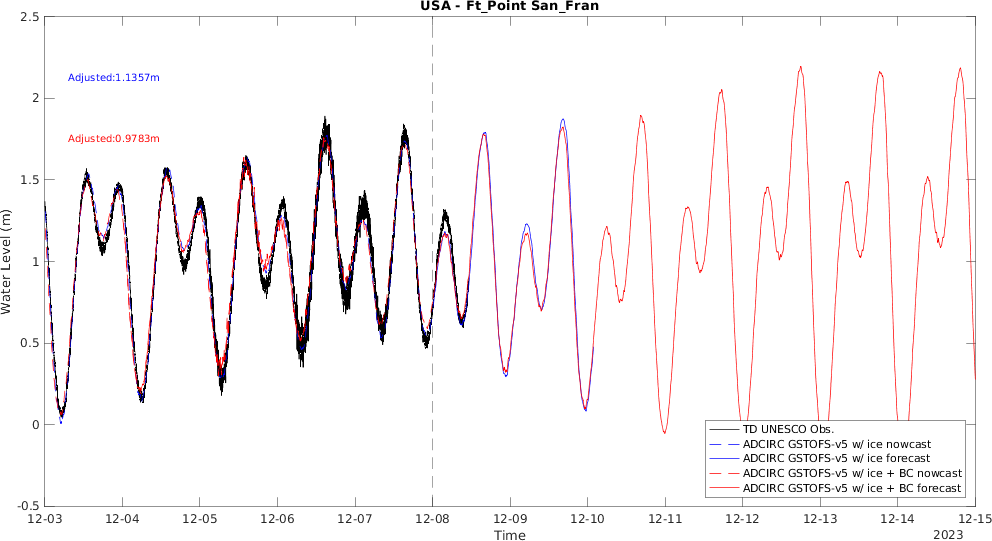 USA - Ft_Point San_Fran
Water Level (m)
2.5
2
1.5
1
0.5
0
-0.5
Adjusted:1.1357m
Adjusted:0.9783m
TD UNESCO Obs.
ADCIRC GSTOFS-v5 w/ ice nowcast
ADCIRC GSTOFS-v5 w/ ice forecast
ADCIRC GSTOFS-v5 w/ ice + BC nowcast
ADCIRC GSTOFS-v5 w/ ice + BC forecast
12-03 12-04 12-05 12-06 12-07 12-08 12-09 12-10 12-11 12-12 12-13 12-14 12-15
Time
2023